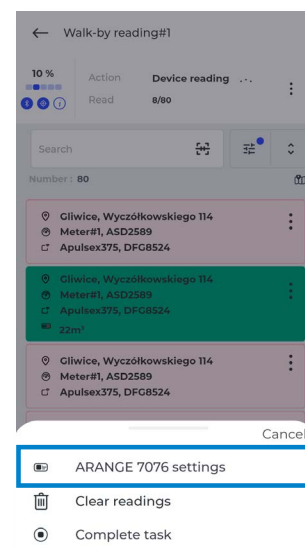 Walk-by reading#1
10 %
Action
Device reading
Read
8/80
Search
Number: 80
Gliwice, Wyczółkowskiego 114
Meter#1, ASD2589
Apulsex375, DFG8524
Gliwice, Wyczółkowskiego 114
Meter#1, ASD2589
Apulsex375, DFG8524
22m³
Gliwice, Wyczółkowskiego 114
Meter#1, ASD2589
Apulsex375, DFG8524
Cancel
ARANGE 7076 settings
Clear readings
Complete task